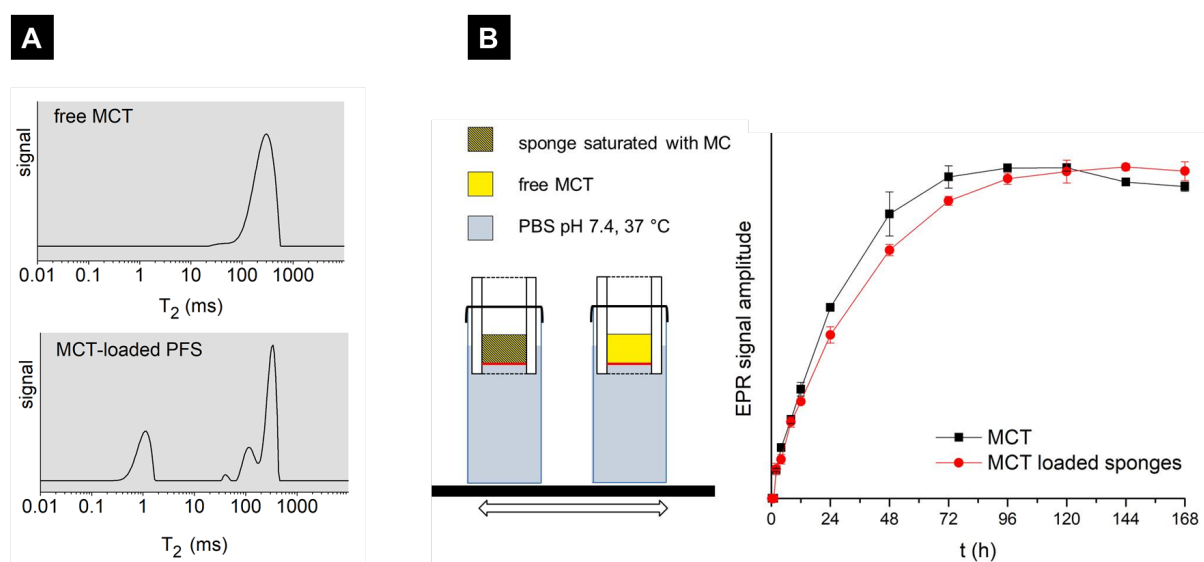 A
free MCT
signal
0.01 0.1 1 10 100 1000
T2 (ms)
MCT-loaded PFS
signal
0.01 0.1 1 10 100 1000
T2 (ms)
B
sponge saturated with MC
free MCT
PBS pH 7.4, 37 °C
EPR signal amplitude
MCT
MCT loaded sponges
0 24 48 72 96 120 144 168
t (h)